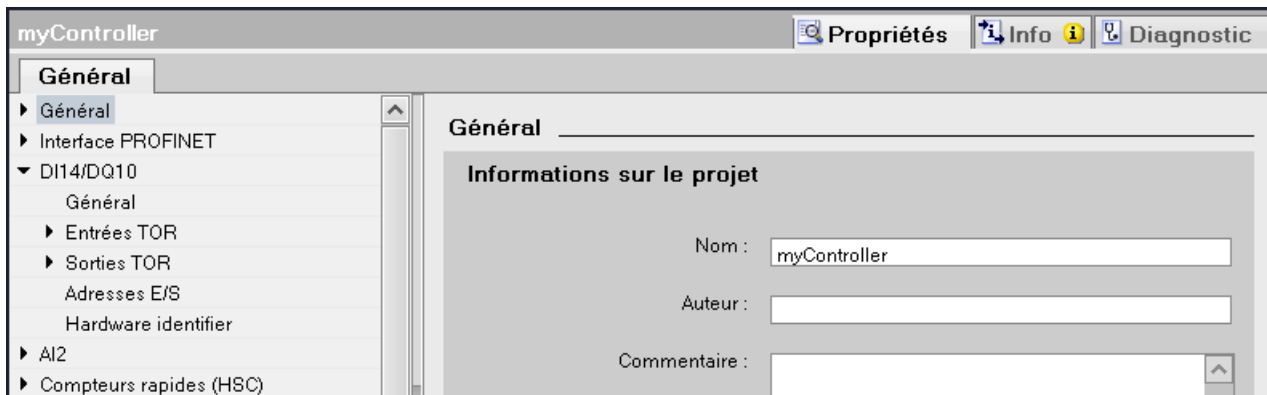 myController
Propriétés
Info
Diagnostic
Général
Général
Interface PROFINET
DI14/DQ10
Général
Entrées TOR
Sorties TOR
Adresses E/S
Hardware identifier
AI2
Compteurs rapides (HSC)
Général
Informations sur le projet
Nom :
myController
Auteur :
Commentaire :